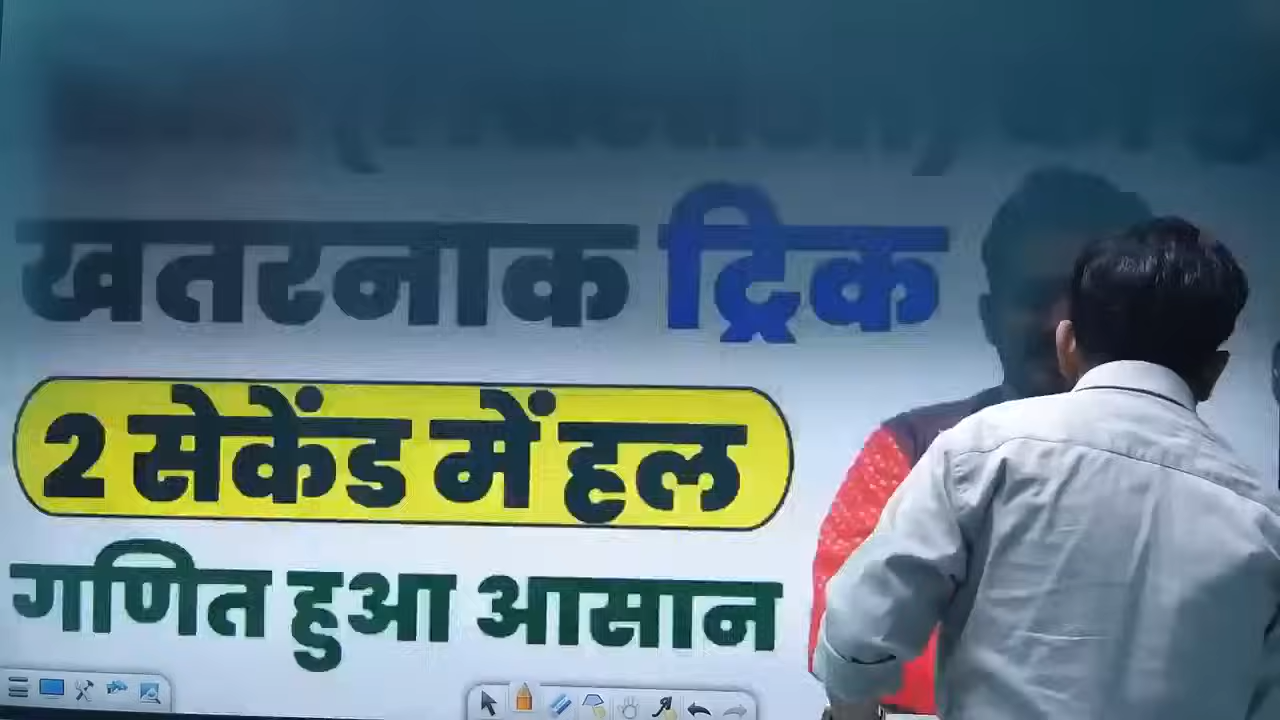 खतरनाक ट्रिक
2 सेकेंड में हल
गणित हुआ आसान